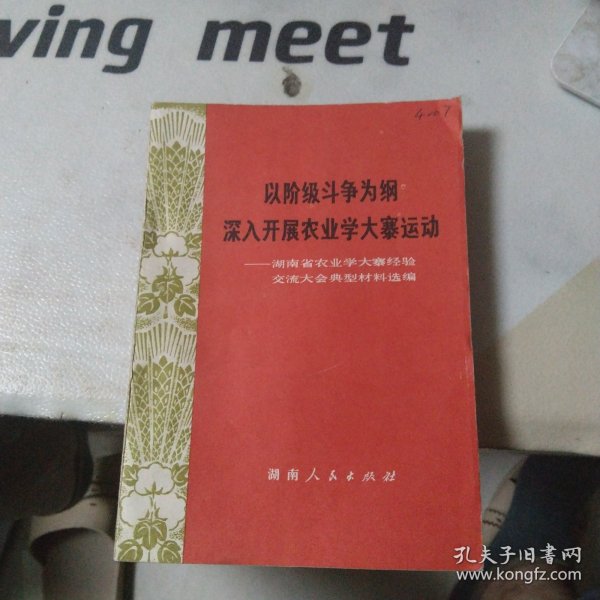 ving meet
以阶级斗争为纲
深入开展农业学大寨运动
——湖南省农业学大寨经验
交流大会典型材料选编
湖南人民出版社
孔夫子旧书网
www.kongfz.com